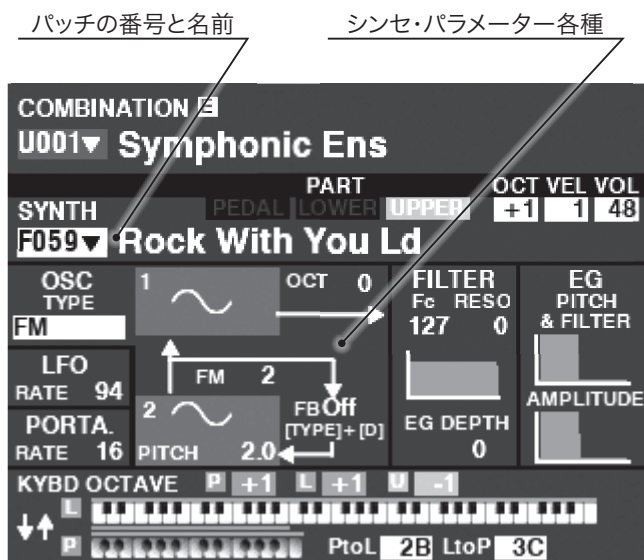 パッチの番号と名前
シンセ・パラメーター各種
COMBINATION E
U001▼ Symphonic Ens
PART OCT VEL VOL
SYNTH PEDAL LOWER UPPER +1 1 48
F059▼ Rock With You Ld
OSC
TYPE
FM
1
OCT 0
FILTER
Fc RESO
127 0
EG DEPTH
0
EG
PITCH
& FILTER
AMPLITUDE
LFO
RATE 94
PORTA.
RATE 16
FM 2
2
PITCH 2.0
FB Off
[TYPE]+[D]
KYBD OCTAVE P +1 L +1 U -1
L
P
PtoL 2B LtoP 3C